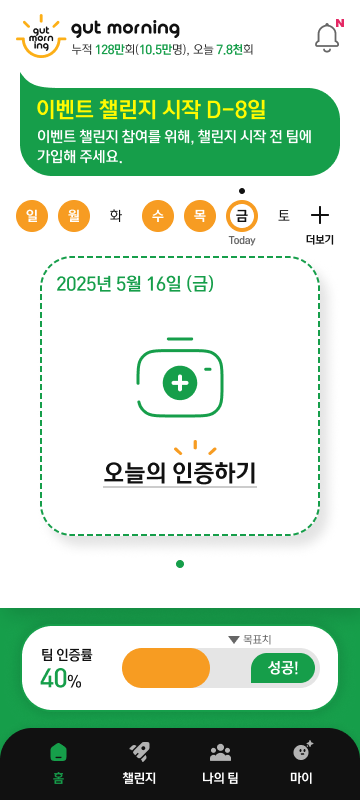 gut
morn
ing
gut morning
누적 128만회(10.5만명), 오늘 7.8천회
N
이벤트 챌린지 시작 D-8일
이벤트 챌린지 참여를 위해, 챌린지 시작 전 팀에
가입해 주세요.
일 월 화 수 목 금 토
Today 더보기
2025년 5월 16일 (금)
오늘의 인증하기
목표치
팀 인증률
40%
성공!
홈 챌린지 나의 팀 마이